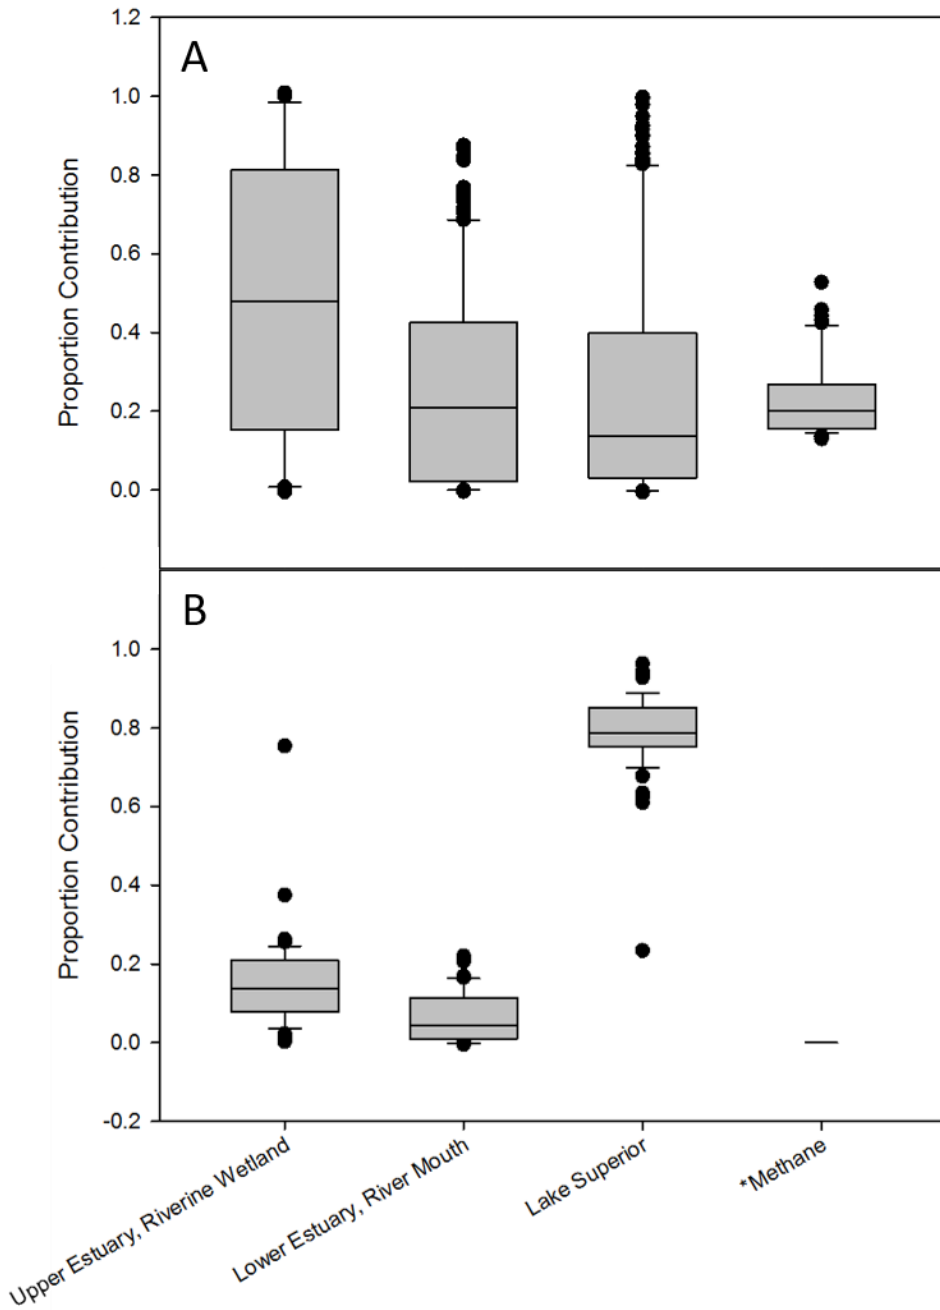 A
Proportion Contribution
1.2
1.0
0.8
0.6
0.4
0.2
0.0
B
Proportion Contribution
1.0
0.8
0.6
0.4
0.2
0.0
-0.2
Upper Estuary, Riverine Wetland
Lower Estuary, River Mouth
Lake Superior
*Methane